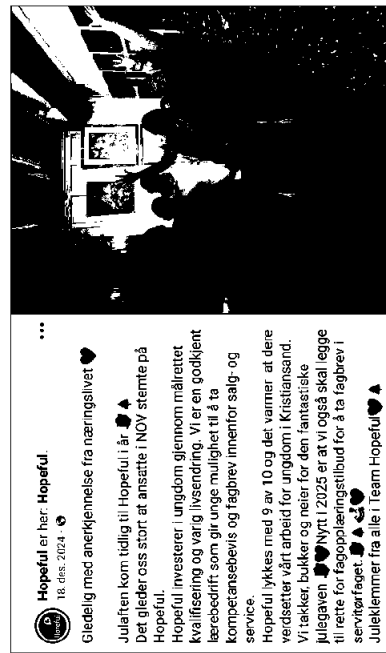 Hopeful er her: Hopeful.
18. des. 2024 ·
Gledelig med anerkjennelse fra næringslivet
Julaften kom tidlig til Hopeful i år
Det gleder oss stort at ansatte i NOV stemte på
Hopeful.
Hopeful investerer i ungdom gjennom målrettet
kvalifisering og varig livsendring. Vi er en godkjent
lærebedrift som gir unge mulighet til å ta
kompetansebevis og fagbrev innenfor salg- og
service.
Hopeful lykkes med 9 av 10 og det varmer at dere
verdsetter vårt arbeid for ungdom i Kristiansand.
Vi takker, bukker og neier for den fantastiske
julegaven Nytt i 2025 er at vi også skal legge
til rette for fagopplæringstilbud for å ta fagbrev i
servitørfaget.
Juleklemmer fra alle i Team Hopeful